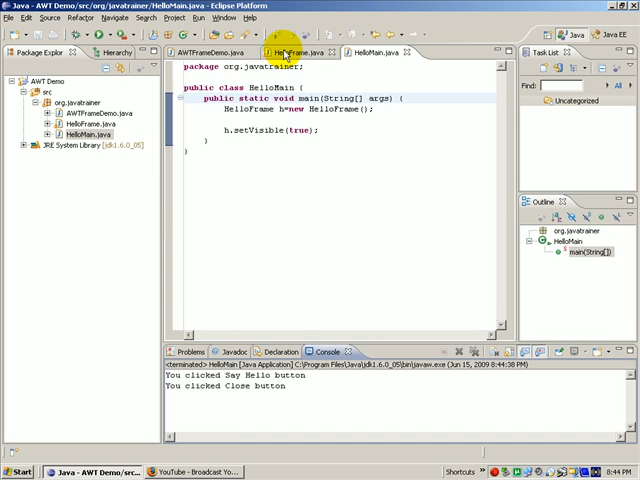 Java - AWT Demo/src/org/javatrainer/HelloMain.java - Eclipse Platform
File Edit Source Refactor Navigate Search Project Run Window Help
Java
Java EE
Package Explor
Hierarchy
AWT Demo
src
org.javatrainer
AWTFrameDemo.java
HelloFrame.java
HelloMain.java
JRE System Library [jdk1.6.0_05]
AWTFrameDemo.java
HelloFrame.java
HelloMain.java
package org.javatrainer;
public class HelloMain {
public static void main(String[] args) {
HelloFrame h=new HelloFrame();
h.setVisible(true);
}
}
Task List
Find:
All
Uncategorized
Outline
org.javatrainer
HelloMain
main(String[])
Problems
Javadoc
Declaration
Console
<terminated> HelloMain [Java Application] C:\Program Files\Java\jdk1.6.0_05\bin\javaw.exe (Jun 15, 2009 8:44:38 PM)
You clicked Say Hello button
You clicked Close button
Start
Java - AWT Demo/src...
YouTube - Broadcast Yo...
Shortcuts
8:44 PM